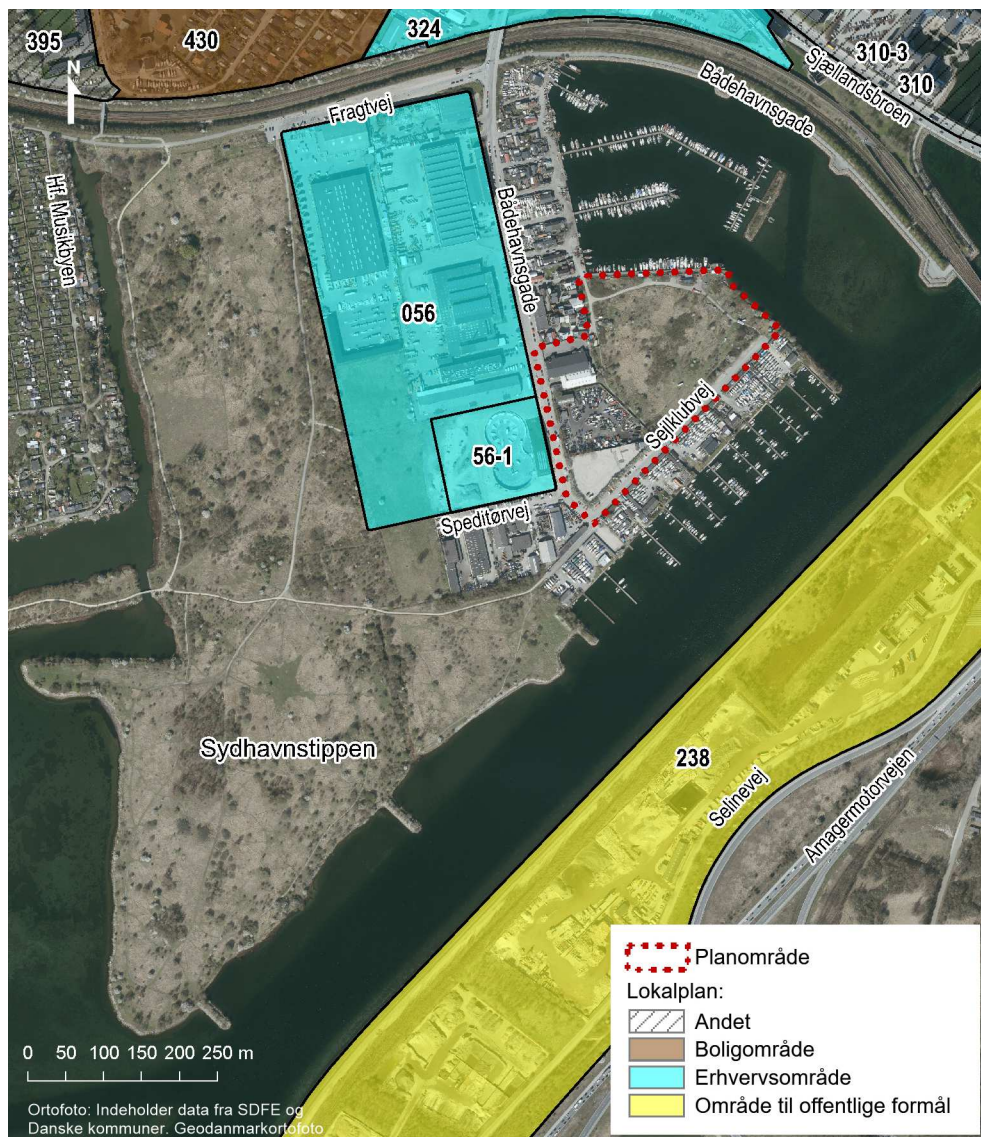 395
430
324
310-3
310
N
Fragtvej
Bådehavnsgade
Sjællandsbroen
Hf. Musikbyen
Bådehavnsgade
056
Sejlklubvej
56-1
Speditørvej
Sydhavnstippen
238
Selinevej
Amagermotorvejen
Planområde
Lokalplan:
Andet
Boligområde
Erhvervsområde
Område til offentlige formål
0 50 100 150 200 250 m
Ortofoto: Indeholder data fra SDFE og
Danske kommuner. Geodanmarkortofoto